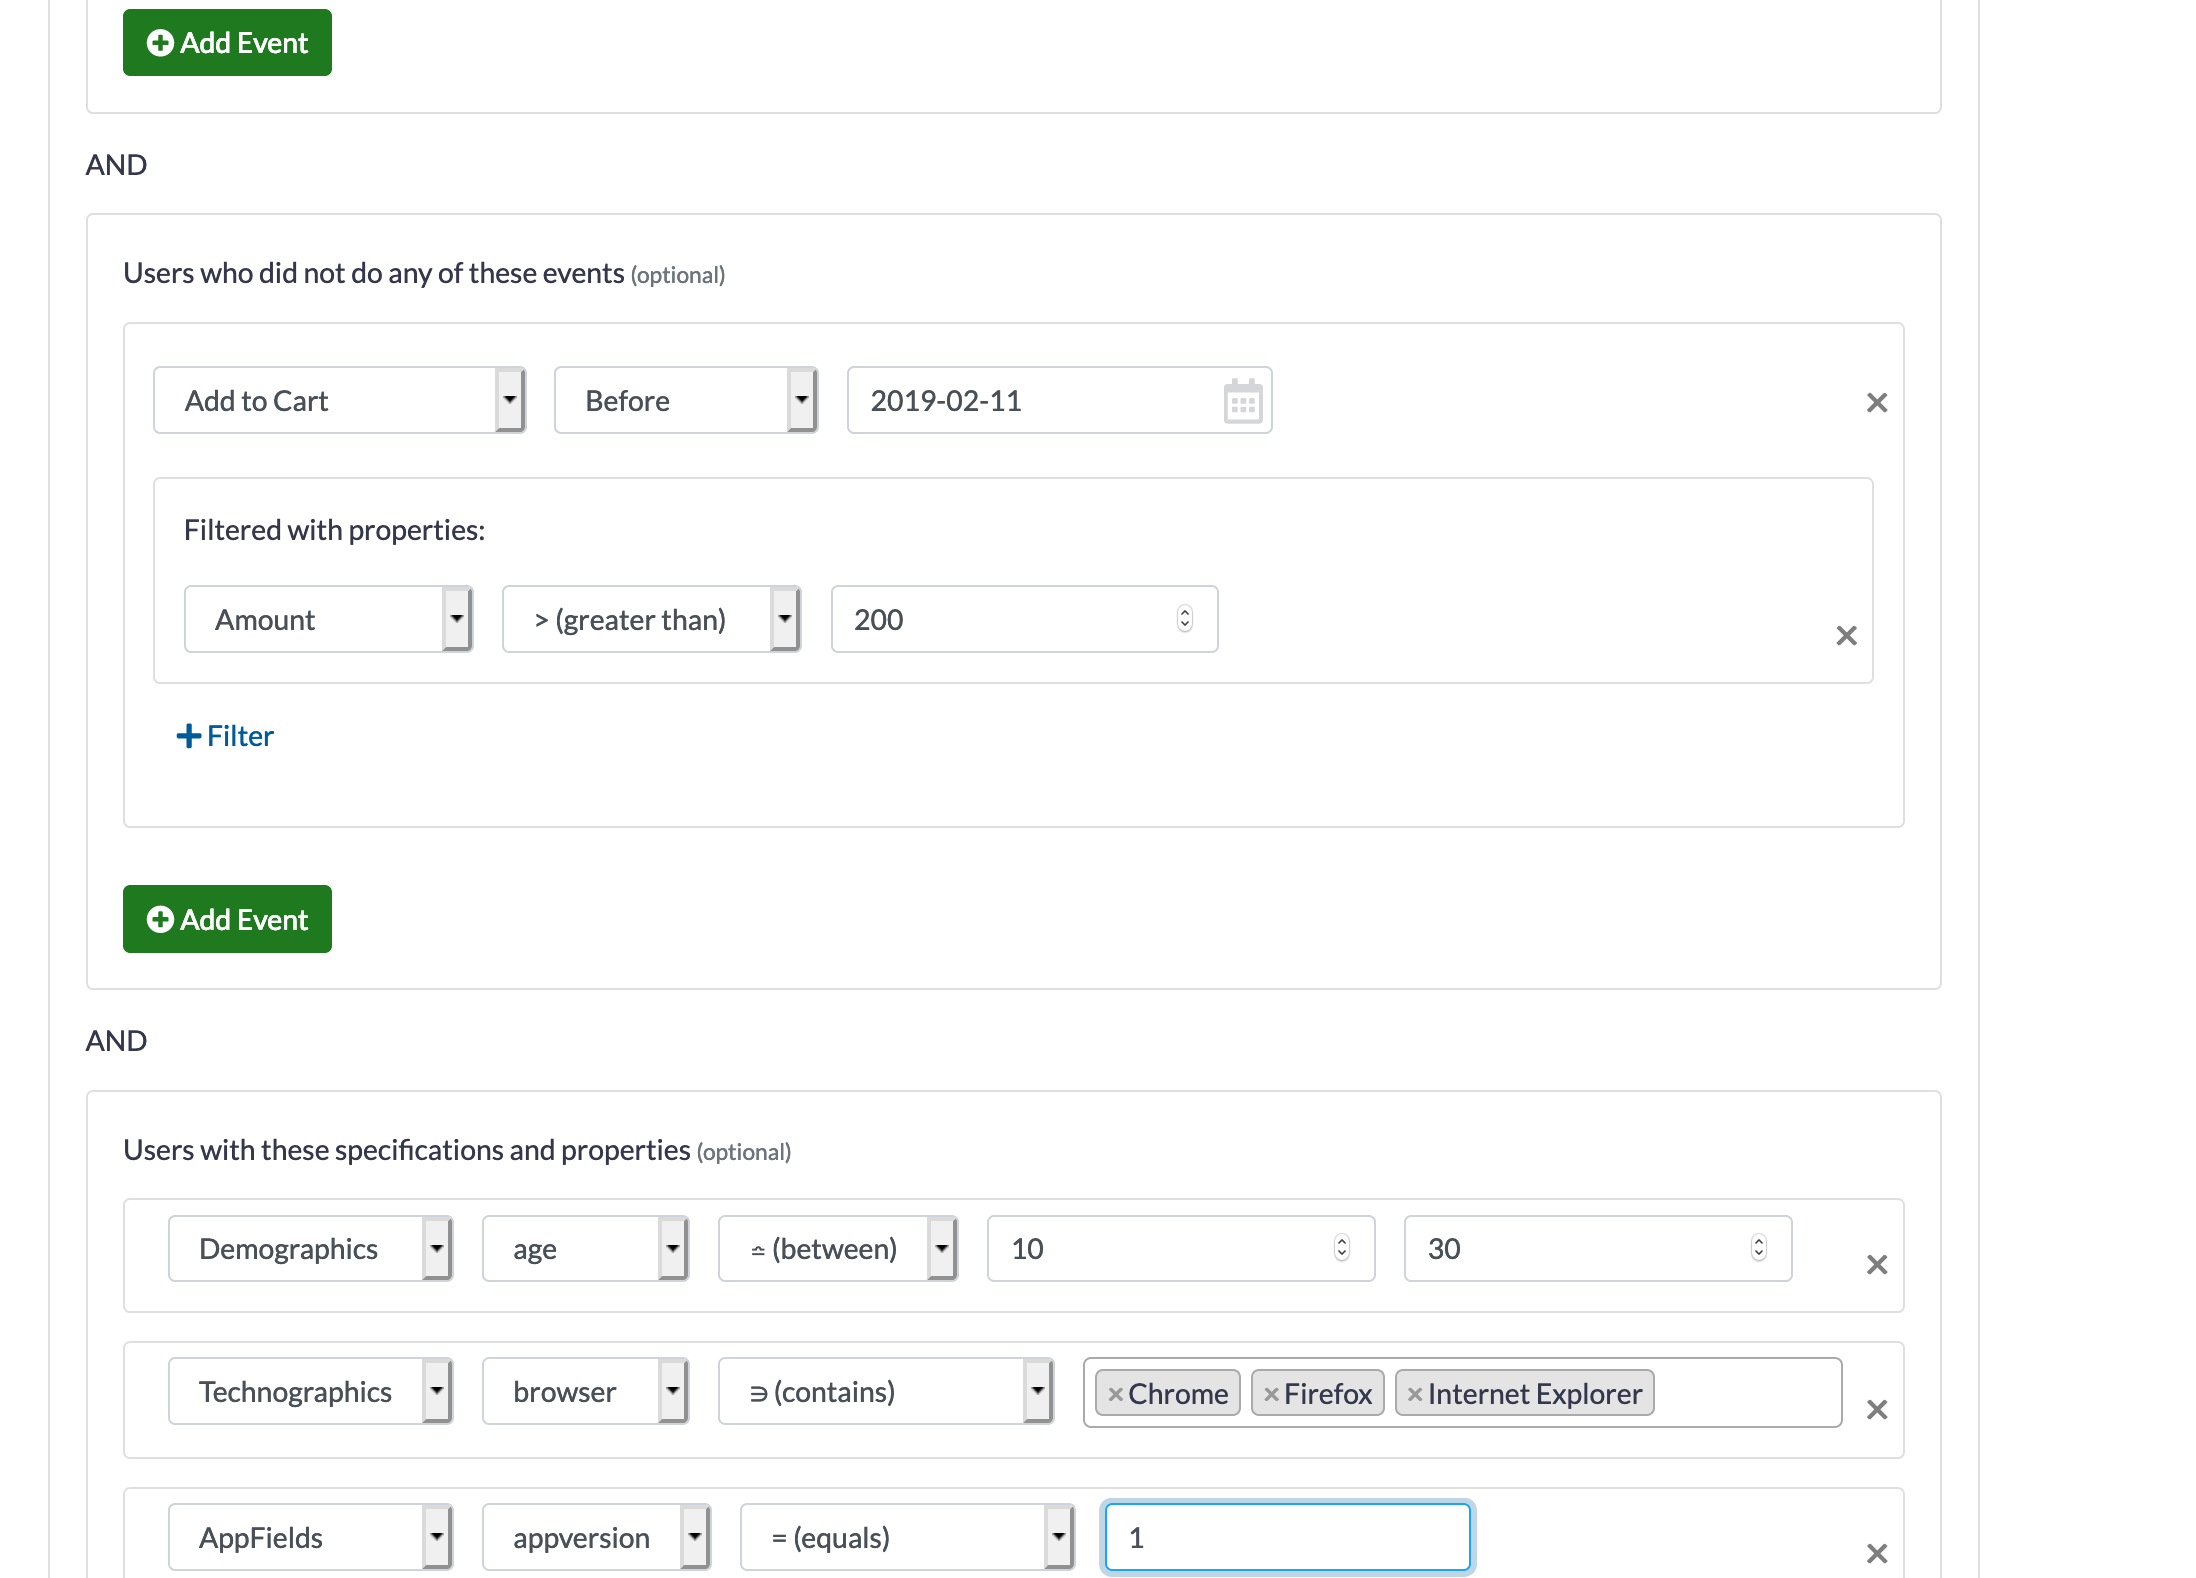 Add Event
AND
Users who did not do any of these events (optional)
Add to Cart Before 2019-02-11
Filtered with properties:
Amount > (greater than) 200
+ Filter
Add Event
AND
Users with these specifications and properties (optional)
Demographics age ≏ (between) 10 30
Technographics browser ∋ (contains) × Chrome × Firefox × Internet Explorer
AppFields appversion = (equals) 1